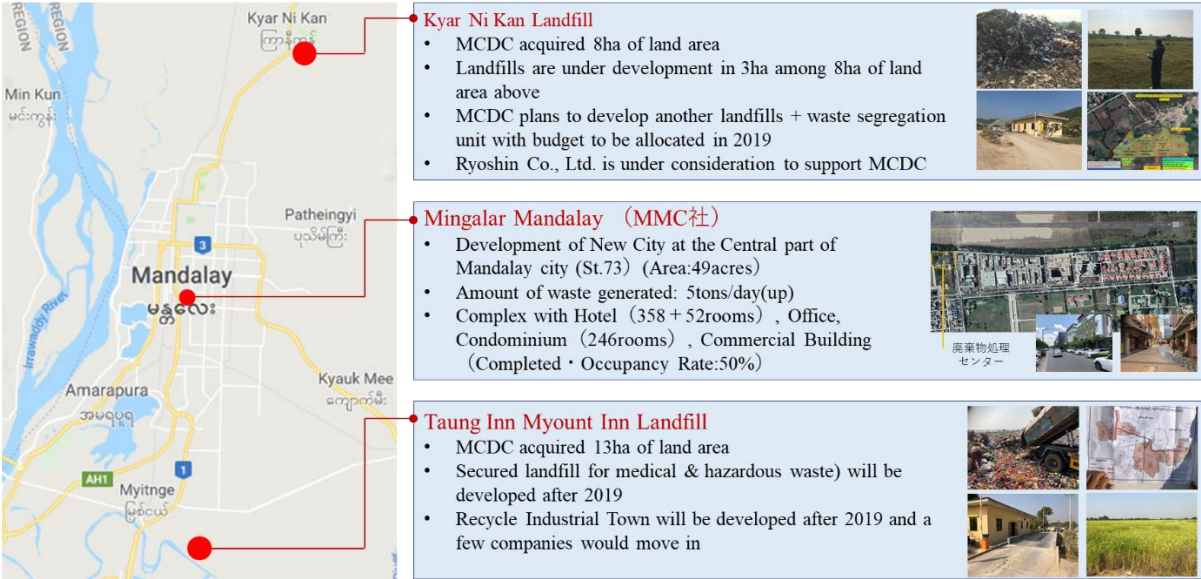 REGION
REGION
Kyar Ni Kan
ကြာနီကန်
Min Kun
မင်းကွန်း
Patheingyi
ပုသိမ်ကြီး
3
Mandalay
မန္တလေး
Irrawaddy River
Kyauk Mee
ကျောက်မီး
Amarapura
အမရပူရ
AH1
1
Myitnge
မြစ်ငယ်
Kyar Ni Kan Landfill
• MCDC acquired 8ha of land area
• Landfills are under development in 3ha among 8ha of land
area above
• MCDC plans to develop another landfills + waste segregation
unit with budget to be allocated in 2019
• Ryoshin Co., Ltd. is under consideration to support MCDC
Mingalar Mandalay （MMC社）
• Development of New City at the Central part of
Mandalay city (St.73) (Area:49acres)
• Amount of waste generated: 5tons/day(up)
• Complex with Hotel（358＋52rooms）, Office,
Condominium（246rooms）, Commercial Building
（Completed・Occupancy Rate:50%）
廃棄物処理
センター
Taung Inn Myount Inn Landfill
• MCDC acquired 13ha of land area
• Secured landfill for medical & hazardous waste) will be
developed after 2019
• Recycle Industrial Town will be developed after 2019 and a
few companies would move in